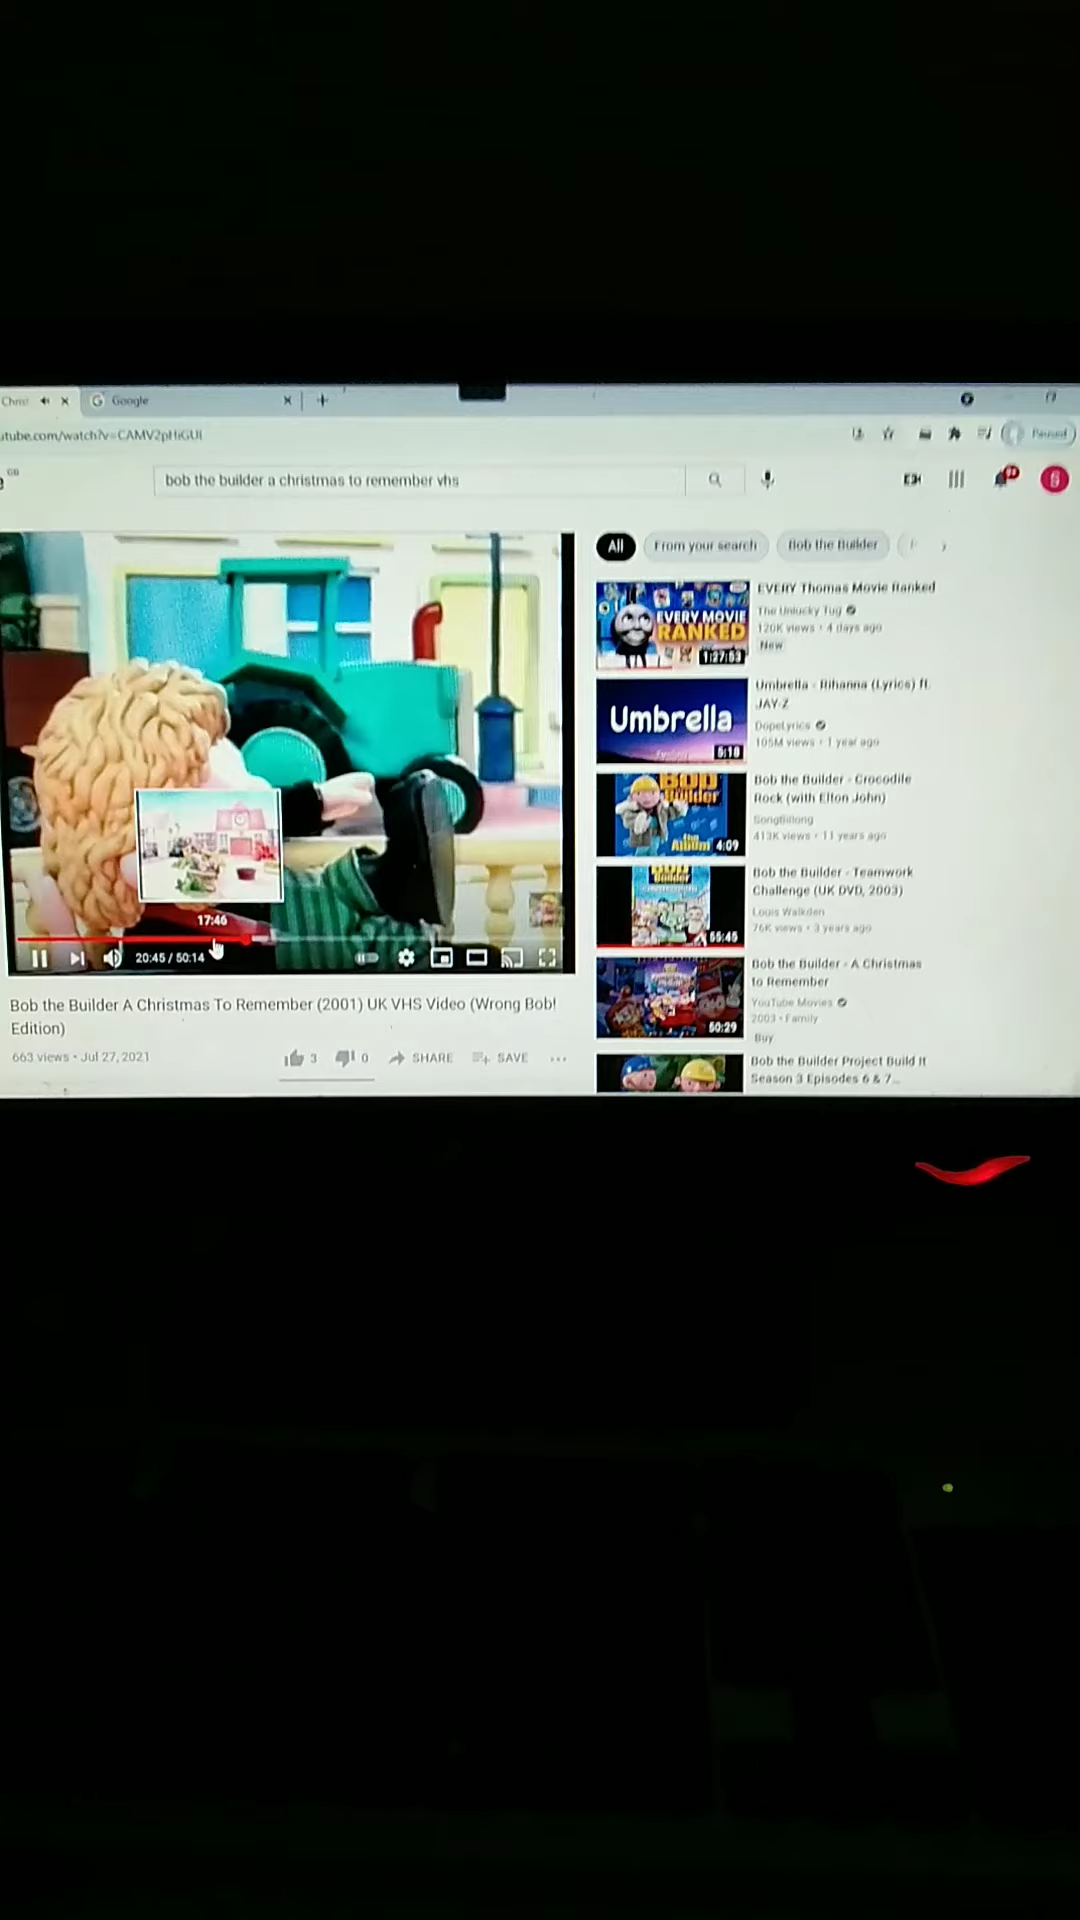 Christ
Google
utube.com/watch?v=CAMV2pHiGUI
Paused
GB
bob the builder a christmas to remember vhs
All
From your search
Bob the Builder
EVERY MOVIE
RANKED
1:27:53
EVERY Thomas Movie Ranked
The Unlucky Tug
120K views • 4 days ago
New
Umbrella
5:18
Umbrella - Rihanna (Lyrics) ft.
JAY-Z
DopeLyrics
105M views • 1 year ago
BOB
the Builder
the Album
4:09
Bob the Builder - Crocodile
Rock (with Elton John)
413K views • 11 years ago
55:45
Bob the Builder - Teamwork
Challenge (UK DVD, 2003)
Louis Walkden
76K views • 3 years ago
50:29
Bob the Builder - A Christmas
to Remember
YouTube Movies
2003 • Family
Buy
Bob the Builder Project Build It
Season 3 Episodes 6 & 7...
17:46
20:45 / 50:14
Bob the Builder A Christmas To Remember (2001) UK VHS Video (Wrong Bob!
Edition)
663 views • Jul 27, 2021
3
0
SHARE
SAVE